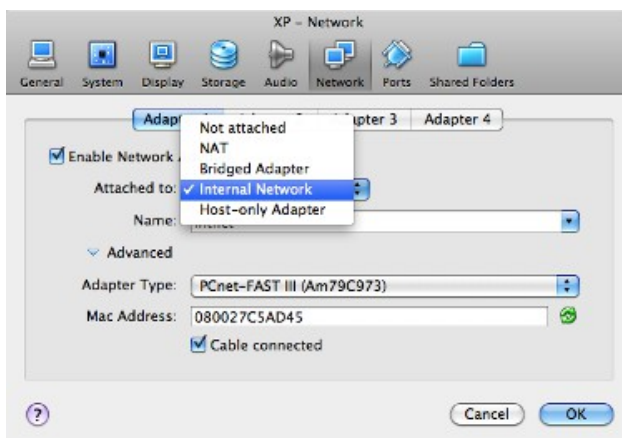 XP – Network
General System Display Storage Audio Network Ports Shared Folders
Adapter 3 Adapter 4
Not attached
NAT
Bridged Adapter
Enable Network
Attached to: ✓ Internal Network
Host-only Adapter
Name:
Advanced
Adapter Type: PCnet-FAST III (Am79C973)
Mac Address: 080027C5AD45
Cable connected
? Cancel OK